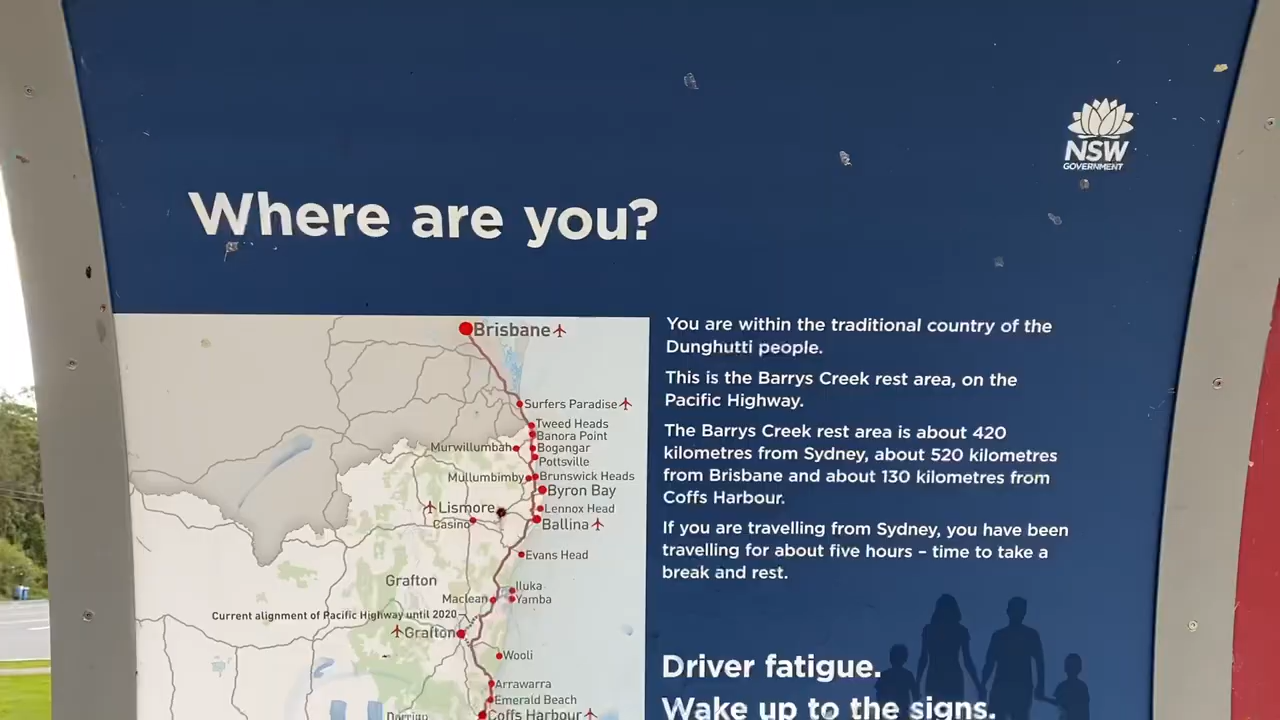 NSW
GOVERNMENT
Where are you?
Brisbane
Surfers Paradise
Tweed Heads
Banora Point
Murwillumbah
Bogangar
Pottsville
Mullumbimby
Brunswick Heads
Byron Bay
Lismore
Lennox Head
Casino
Ballina
Evans Head
Grafton
Iluka
Maclean
Yamba
Current alignment of Pacific Highway until 2020
Grafton
Wooli
Arrawarra
Emerald Beach
Dorrigo
Coffs Harbour
You are within the traditional country of the
Dunghutti people.
This is the Barrys Creek rest area, on the
Pacific Highway.
The Barrys Creek rest area is about 420
kilometres from Sydney, about 520 kilometres
from Brisbane and about 130 kilometres from
Coffs Harbour.
If you are travelling from Sydney, you have been
travelling for about five hours – time to take a
break and rest.
Driver fatigue.
Wake up to the signs.